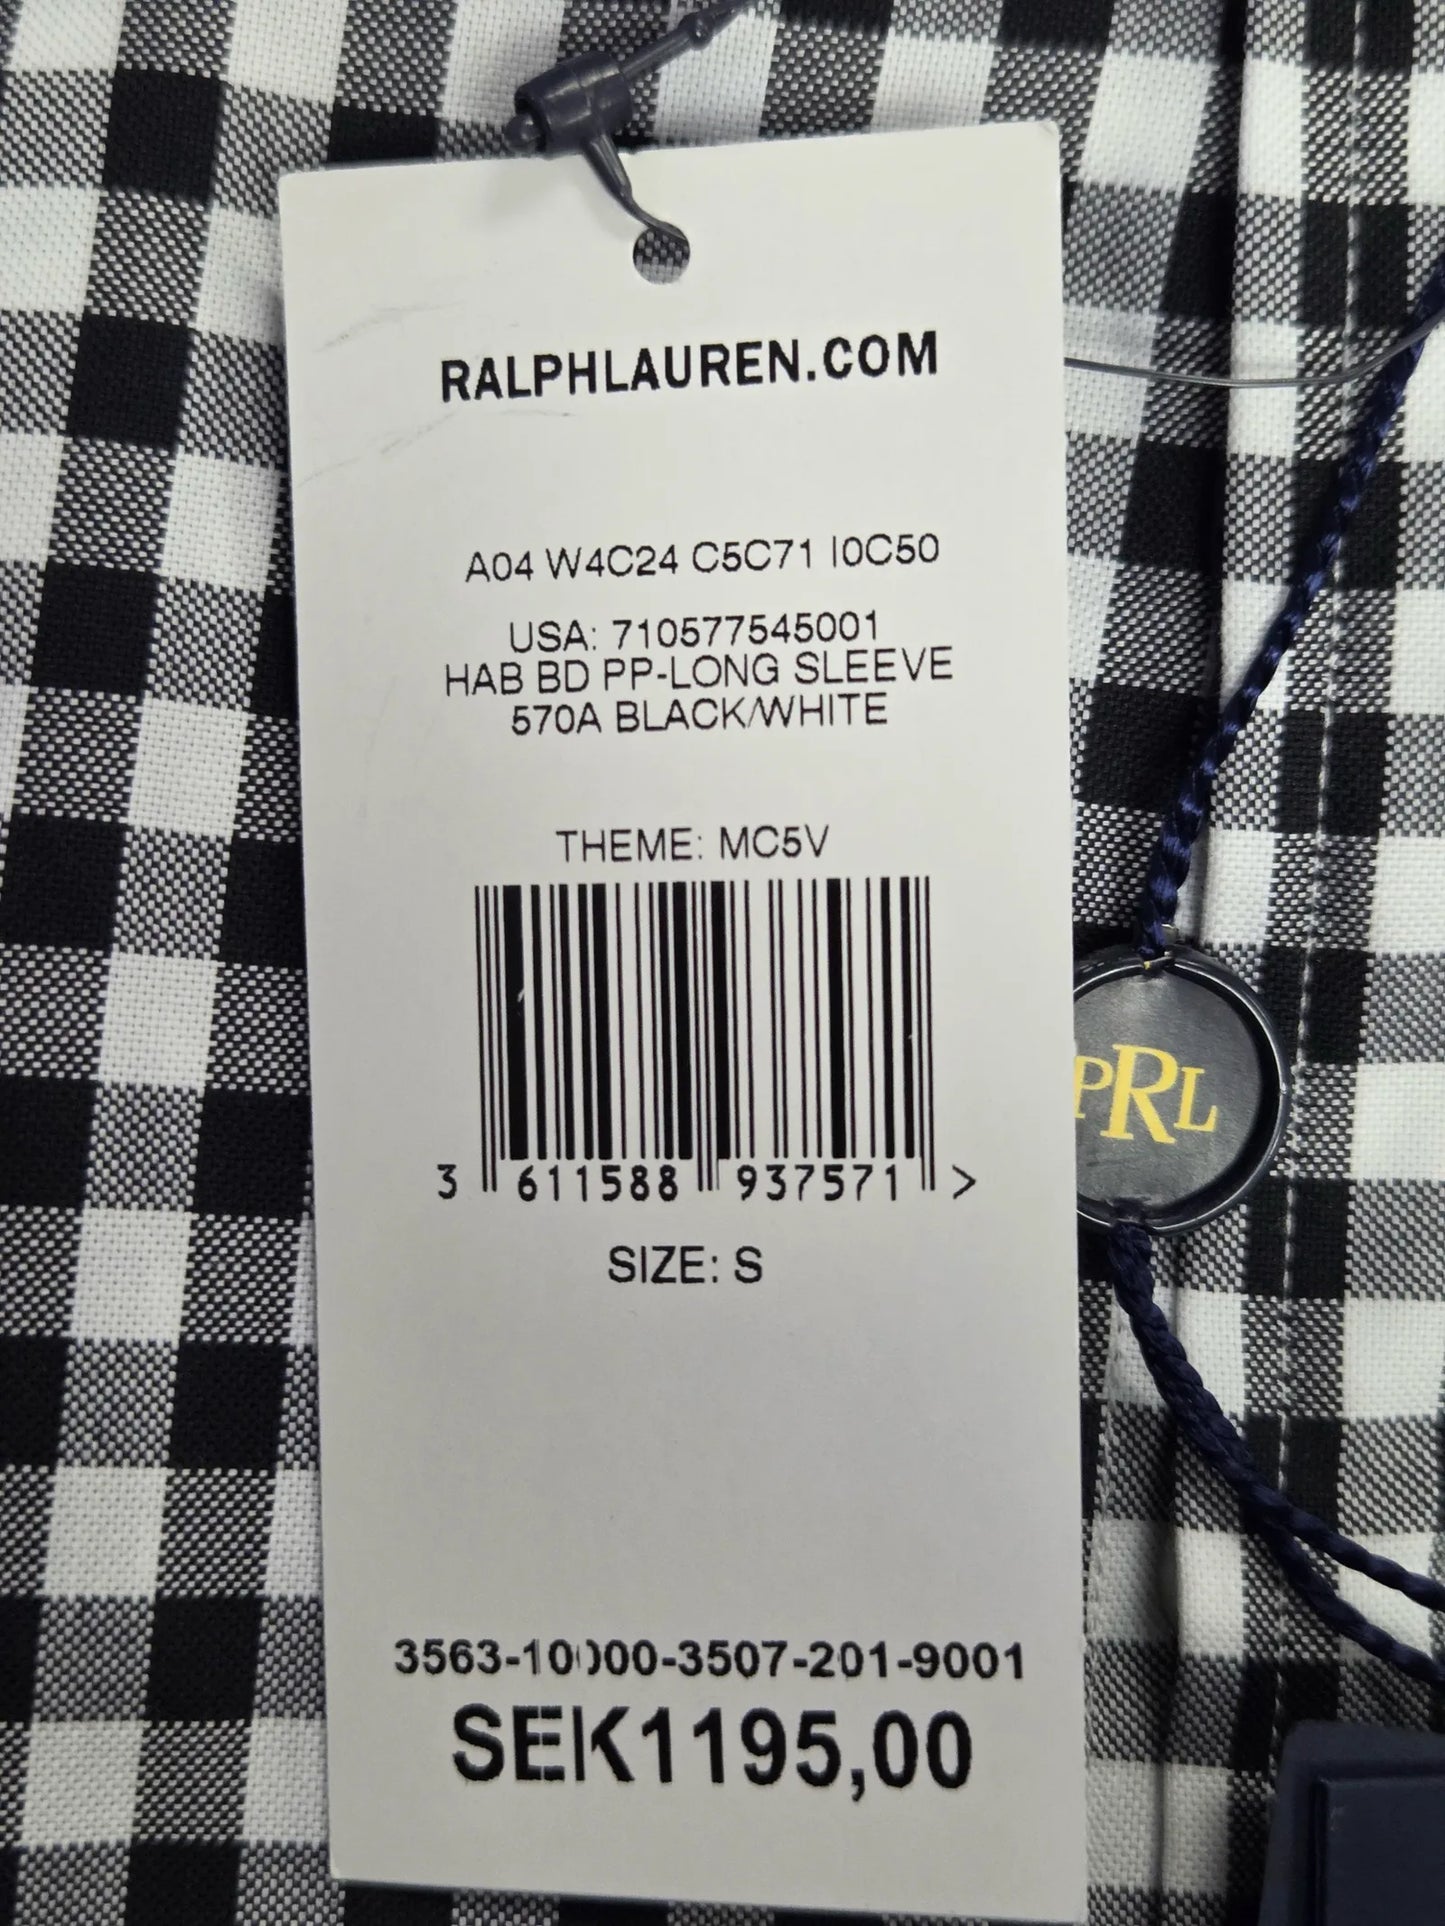 RALPHLAUREN.COM
A04 W4C24 C5C71 I0C50
USA: 710577545001
HAB BD PP-LONG SLEEVE
570A BLACK/WHITE
THEME: MC5V
3 611588 937571 >
SIZE: S
3563-10000-3507-201-9001
SEK1195,00
PRL